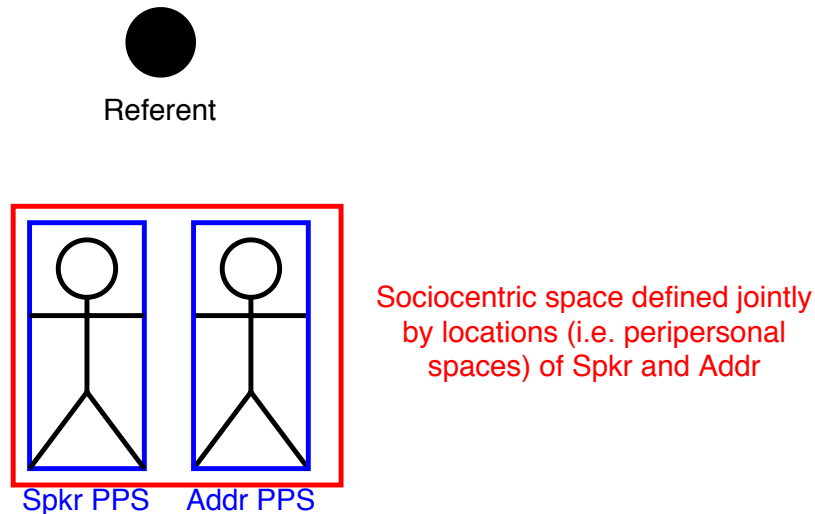 Referent
Sociocentric space defined jointly
by locations (i.e. peripersonal
spaces) of Spkr and Addr
Spkr PPS
Addr PPS